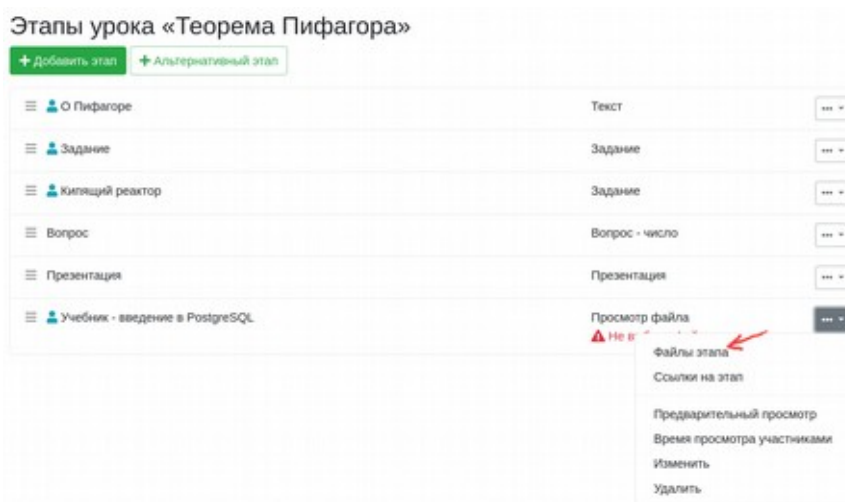 Этапы урока «Теорема Пифагора»
+ Добавить этап + Альтернативный этап
О Пифагоре Текст
Задание Задание
Кипящий реактор Задание
Вопрос Вопрос - число
Презентация Презентация
Учебник - введение в PostgreSQL Просмотр файла
Не
Файлы этапа
Ссылки на этап
Предварительный просмотр
Время просмотра участниками
Изменить
Удалить